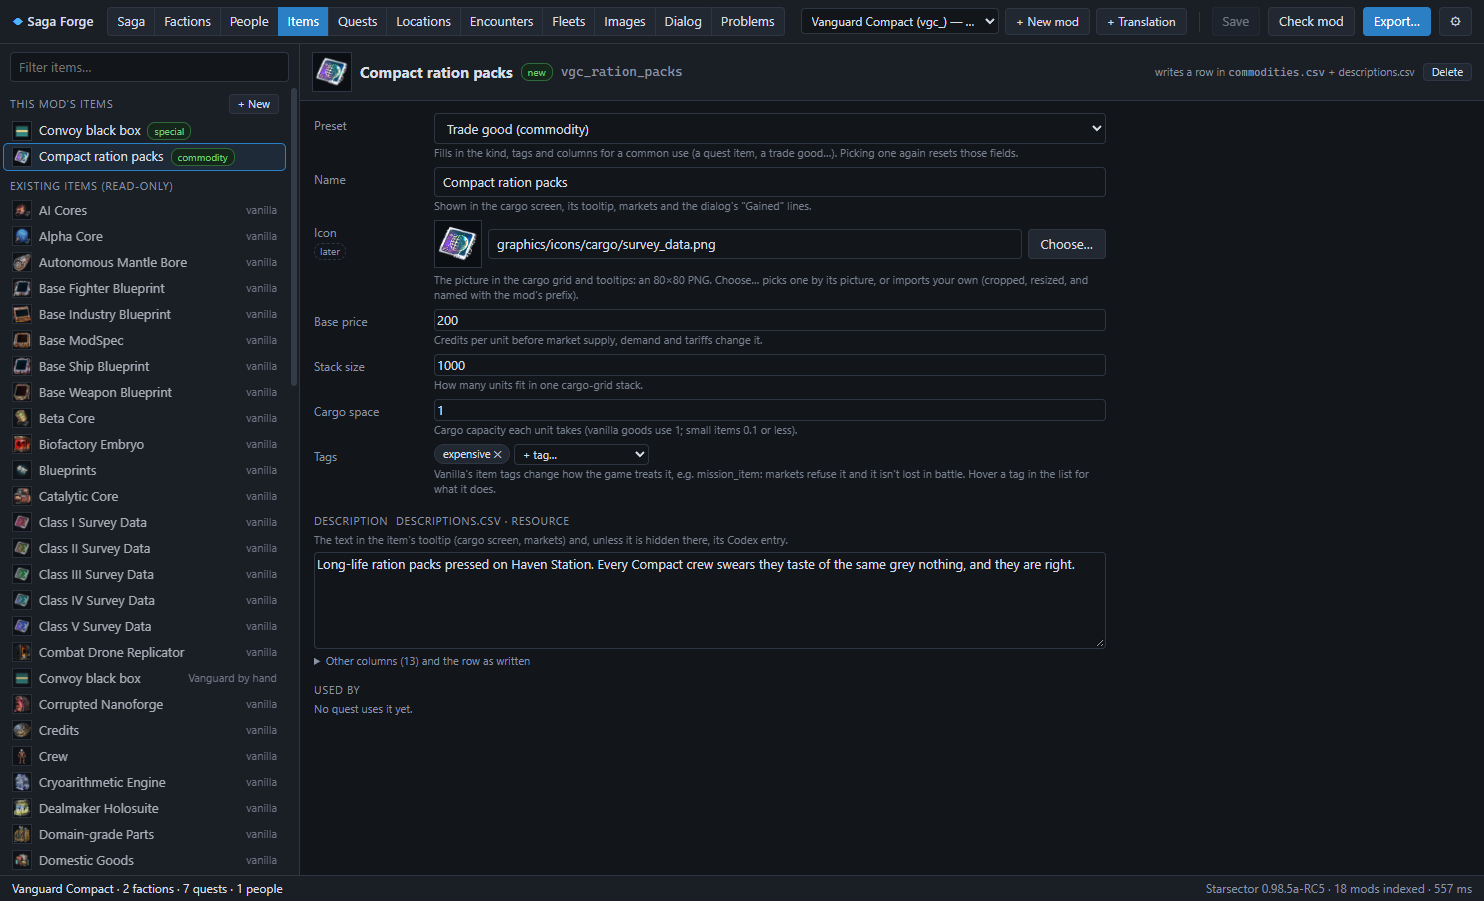 Saga Forge
Saga
Factions
People
Items
Quests
Locations
Encounters
Fleets
Images
Dialog
Problems
Vanguard Compact (vgc_) — ...
+ New mod
+ Translation
Save
Check mod
Export...
Filter items...
THIS MOD'S ITEMS
+ New
Convoy black box special
Compact ration packs commodity
EXISTING ITEMS (READ-ONLY)
AI Cores vanilla
Alpha Core vanilla
Autonomous Mantle Bore vanilla
Base Fighter Blueprint vanilla
Base Industry Blueprint vanilla
Base ModSpec vanilla
Base Ship Blueprint vanilla
Base Weapon Blueprint vanilla
Beta Core vanilla
Biofactory Embryo vanilla
Blueprints vanilla
Catalytic Core vanilla
Class I Survey Data vanilla
Class II Survey Data vanilla
Class III Survey Data vanilla
Class IV Survey Data vanilla
Class V Survey Data vanilla
Combat Drone Replicator vanilla
Convoy black box Vanguard by hand
Corrupted Nanoforge vanilla
Credits vanilla
Crew vanilla
Cryoarithmetic Engine vanilla
Dealmaker Holosuite vanilla
Domain-grade Parts vanilla
Domestic Goods vanilla
Compact ration packs new vgc_ration_packs
writes a row in commodities.csv + descriptions.csv
Delete
Preset
Trade good (commodity)
Fills in the kind, tags and columns for a common use (a quest item, a trade good...). Picking one again resets those fields.
Name
Compact ration packs
Shown in the cargo screen, its tooltip, markets and the dialog's "Gained" lines.
Icon
later
graphics/icons/cargo/survey_data.png
Choose...
The picture in the cargo grid and tooltips: an 80×80 PNG. Choose... picks one by its picture, or imports your own (cropped, resized, and
named with the mod's prefix).
Base price
200
Credits per unit before market supply, demand and tariffs change it.
Stack size
1000
How many units fit in one cargo-grid stack.
Cargo space
1
Cargo capacity each unit takes (vanilla goods use 1; small items 0.1 or less).
Tags
expensive ×
+ tag...
Vanilla's item tags change how the game treats it, e.g. mission_item: markets refuse it and it isn't lost in battle. Hover a tag in the list for
what it does.
DESCRIPTION DESCRIPTIONS.CSV · RESOURCE
The text in the item's tooltip (cargo screen, markets) and, unless it is hidden there, its Codex entry.
Long-life ration packs pressed on Haven Station. Every Compact crew swears they taste of the same grey nothing, and they are right.
Other columns (13) and the row as written
USED BY
No quest uses it yet.
Vanguard Compact · 2 factions · 7 quests · 1 people
Starsector 0.98.5a-RC5 · 18 mods indexed · 557 ms